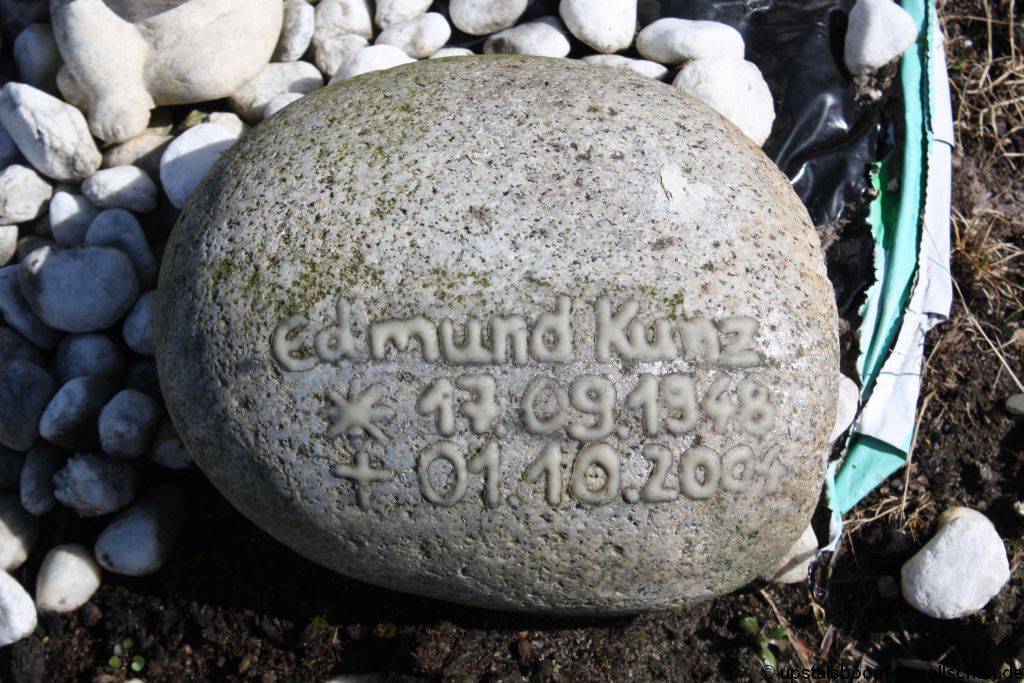 Edmund Kunz
* 17.09.1948
+ 01.10.2004
© upstalsboom-gesellschaft.de